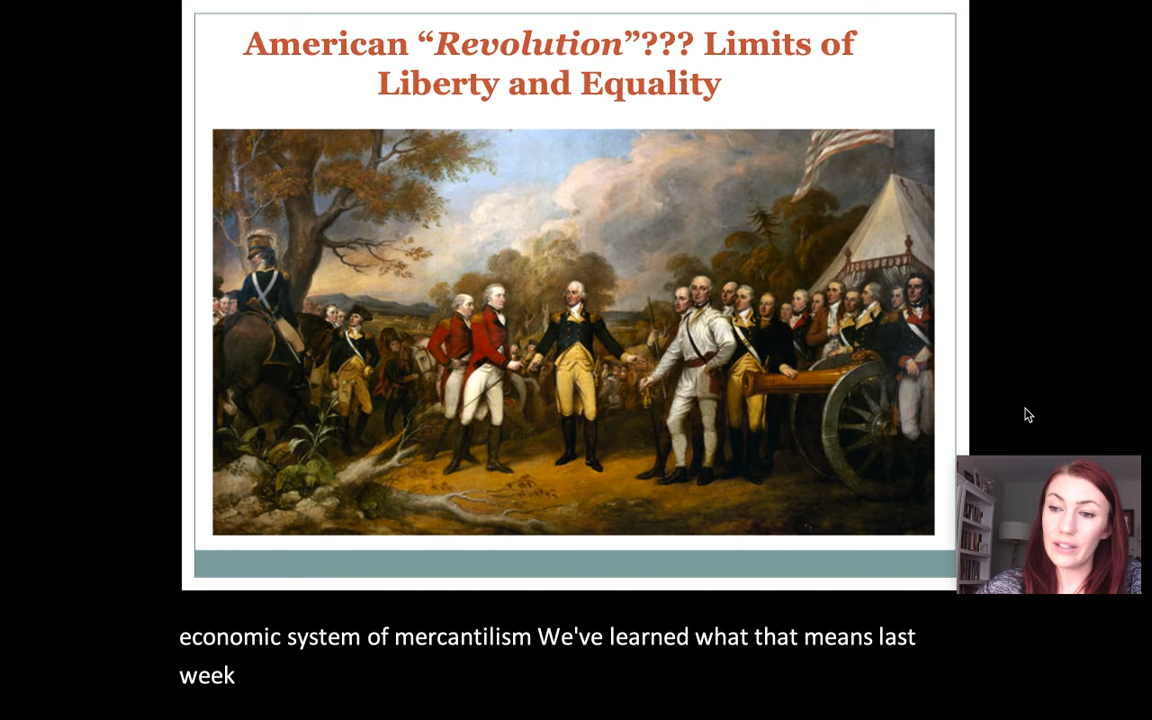 American “Revolution”??? Limits of
Liberty and Equality
economic system of mercantilism We've learned what that means last
week